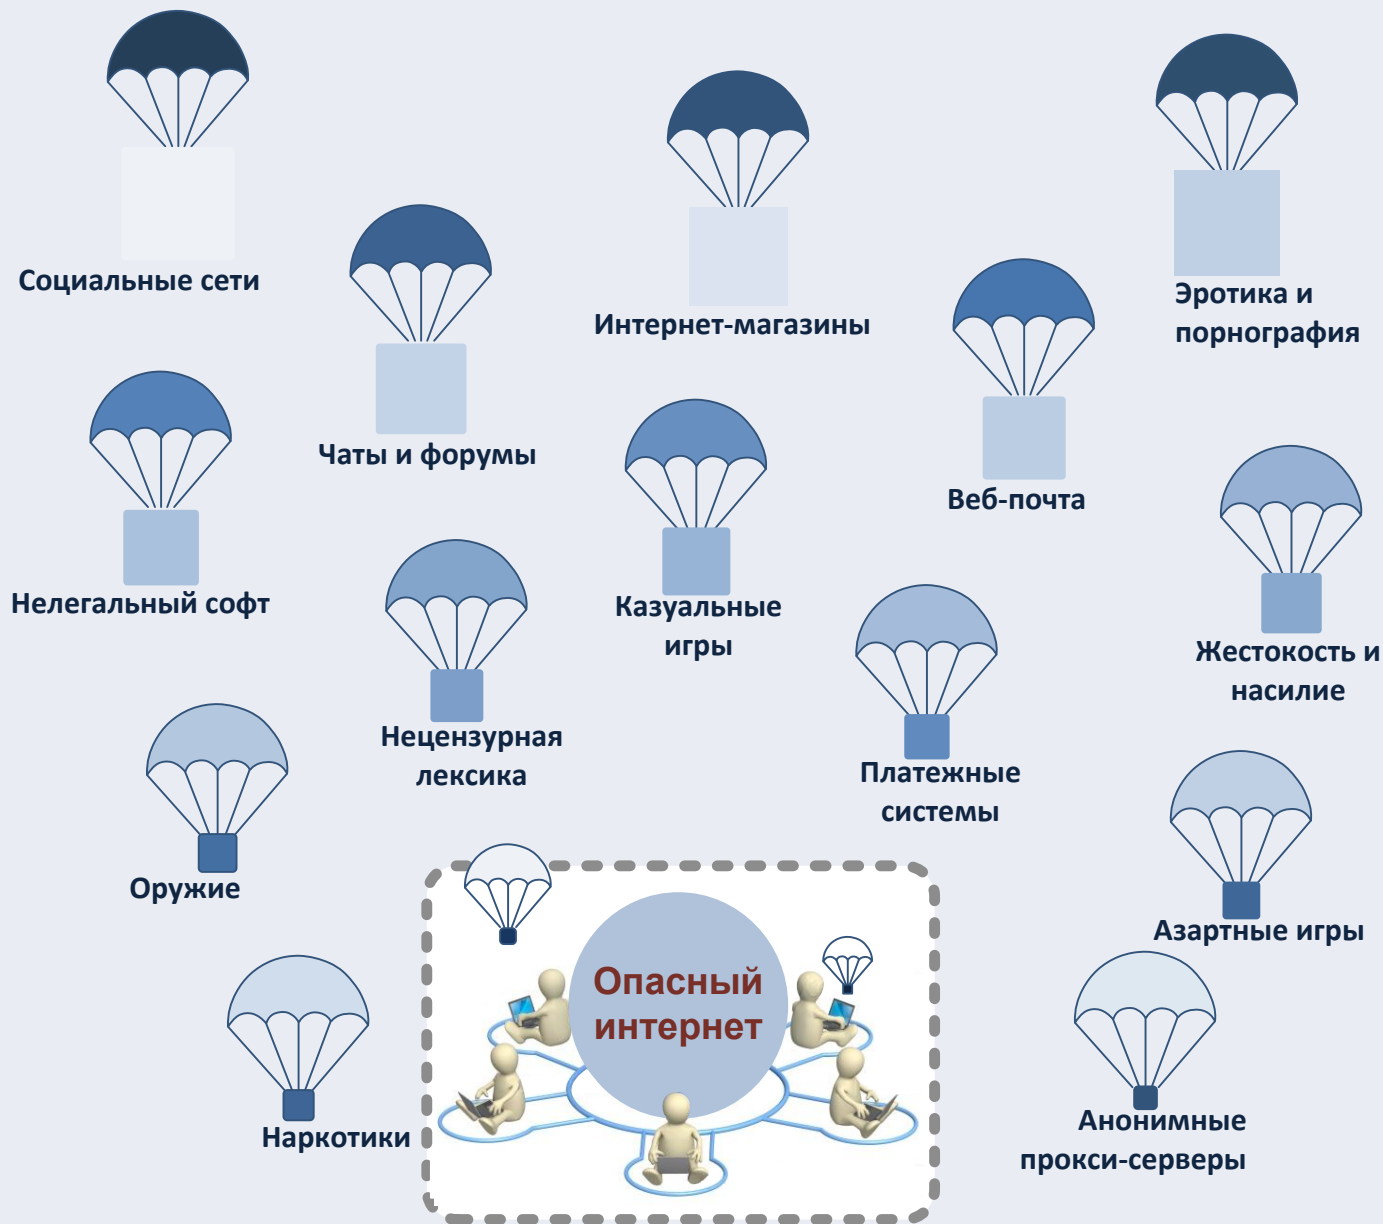 Социальные сети
Интернет-магазины
Эротика и
порнография
Чаты и форумы
Веб-почта
Нелегальный софт
Казуальные
игры
Жестокость и
насилие
Нецензурная
лексика
Платежные
системы
Оружие
Азартные игры
Опасный
интернет
Наркотики
Анонимные
прокси-серверы